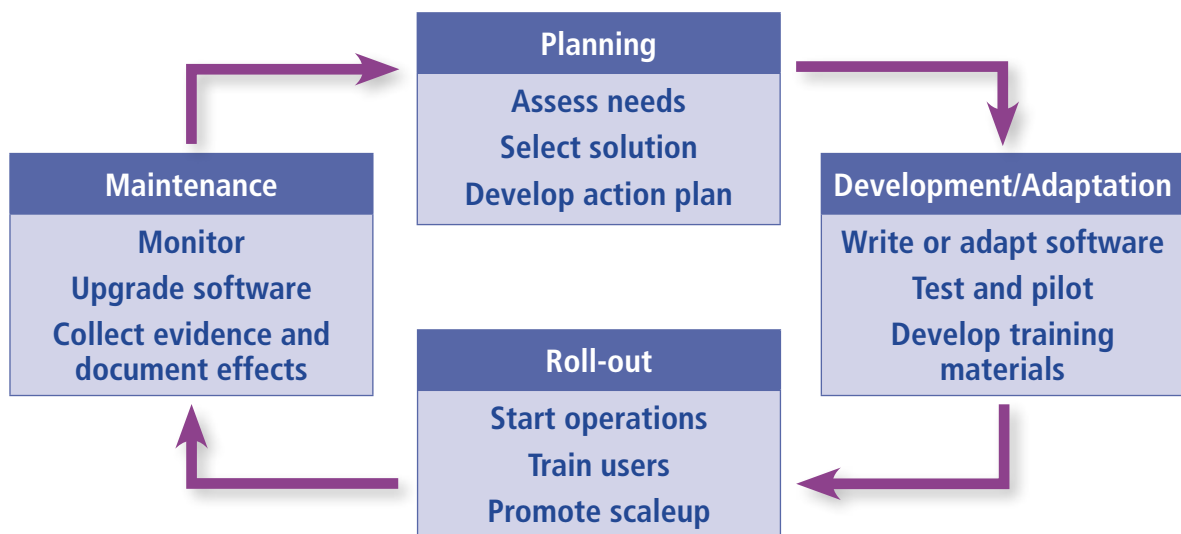 Planning
Assess needs
Select solution
Develop action plan
Development/Adaptation
Write or adapt software
Test and pilot
Develop training
materials
Roll-out
Start operations
Train users
Promote scaleup
Maintenance
Monitor
Upgrade software
Collect evidence and
document effects